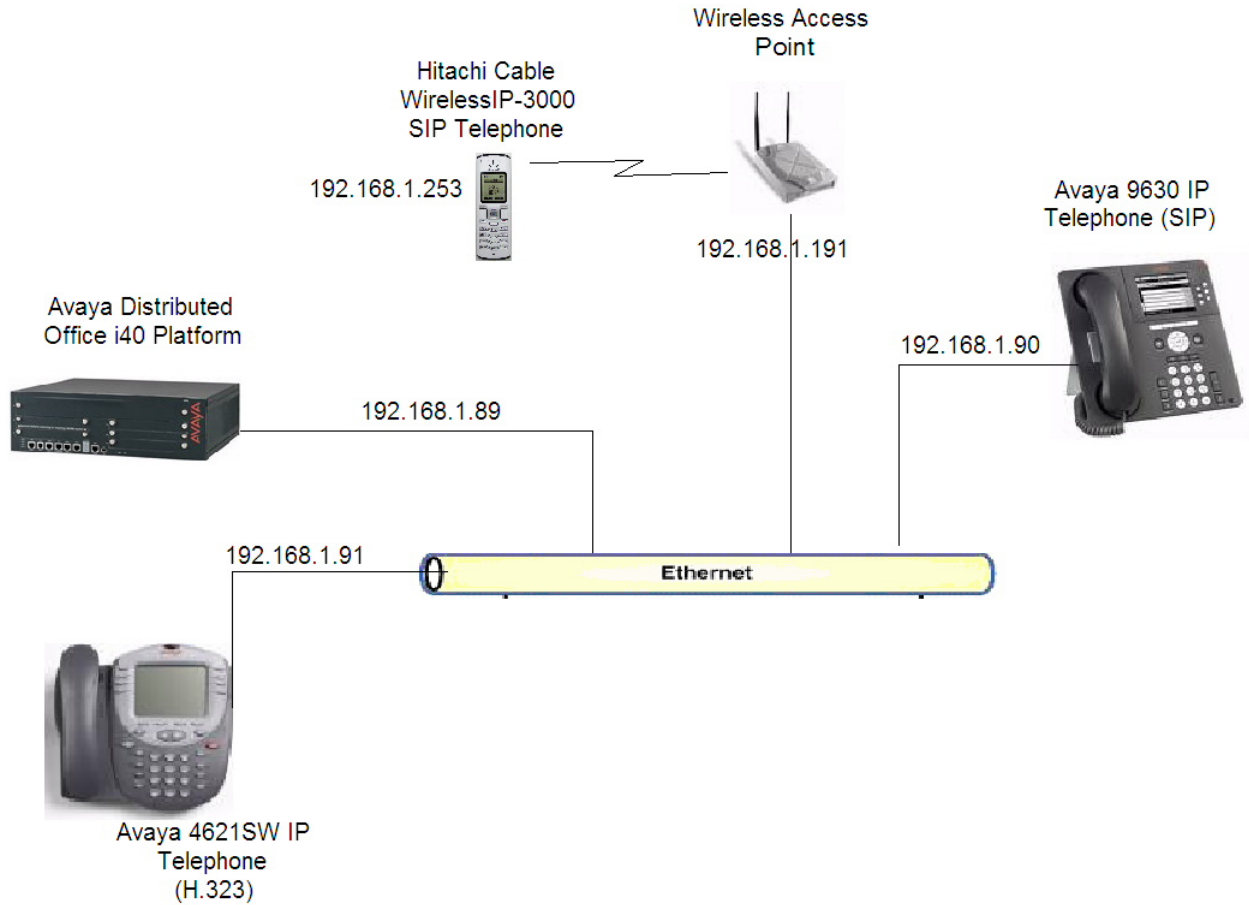 Wireless Access
Point
Hitachi Cable
WirelessIP-3000
SIP Telephone
192.168.1.253
Avaya 9630 IP
Telephone (SIP)
192.168.1.191
Avaya Distributed
Office i40 Platform
192.168.1.90
192.168.1.89
AVAYA
192.168.1.91
Ethernet
Avaya 4621SW IP
Telephone
(H.323)